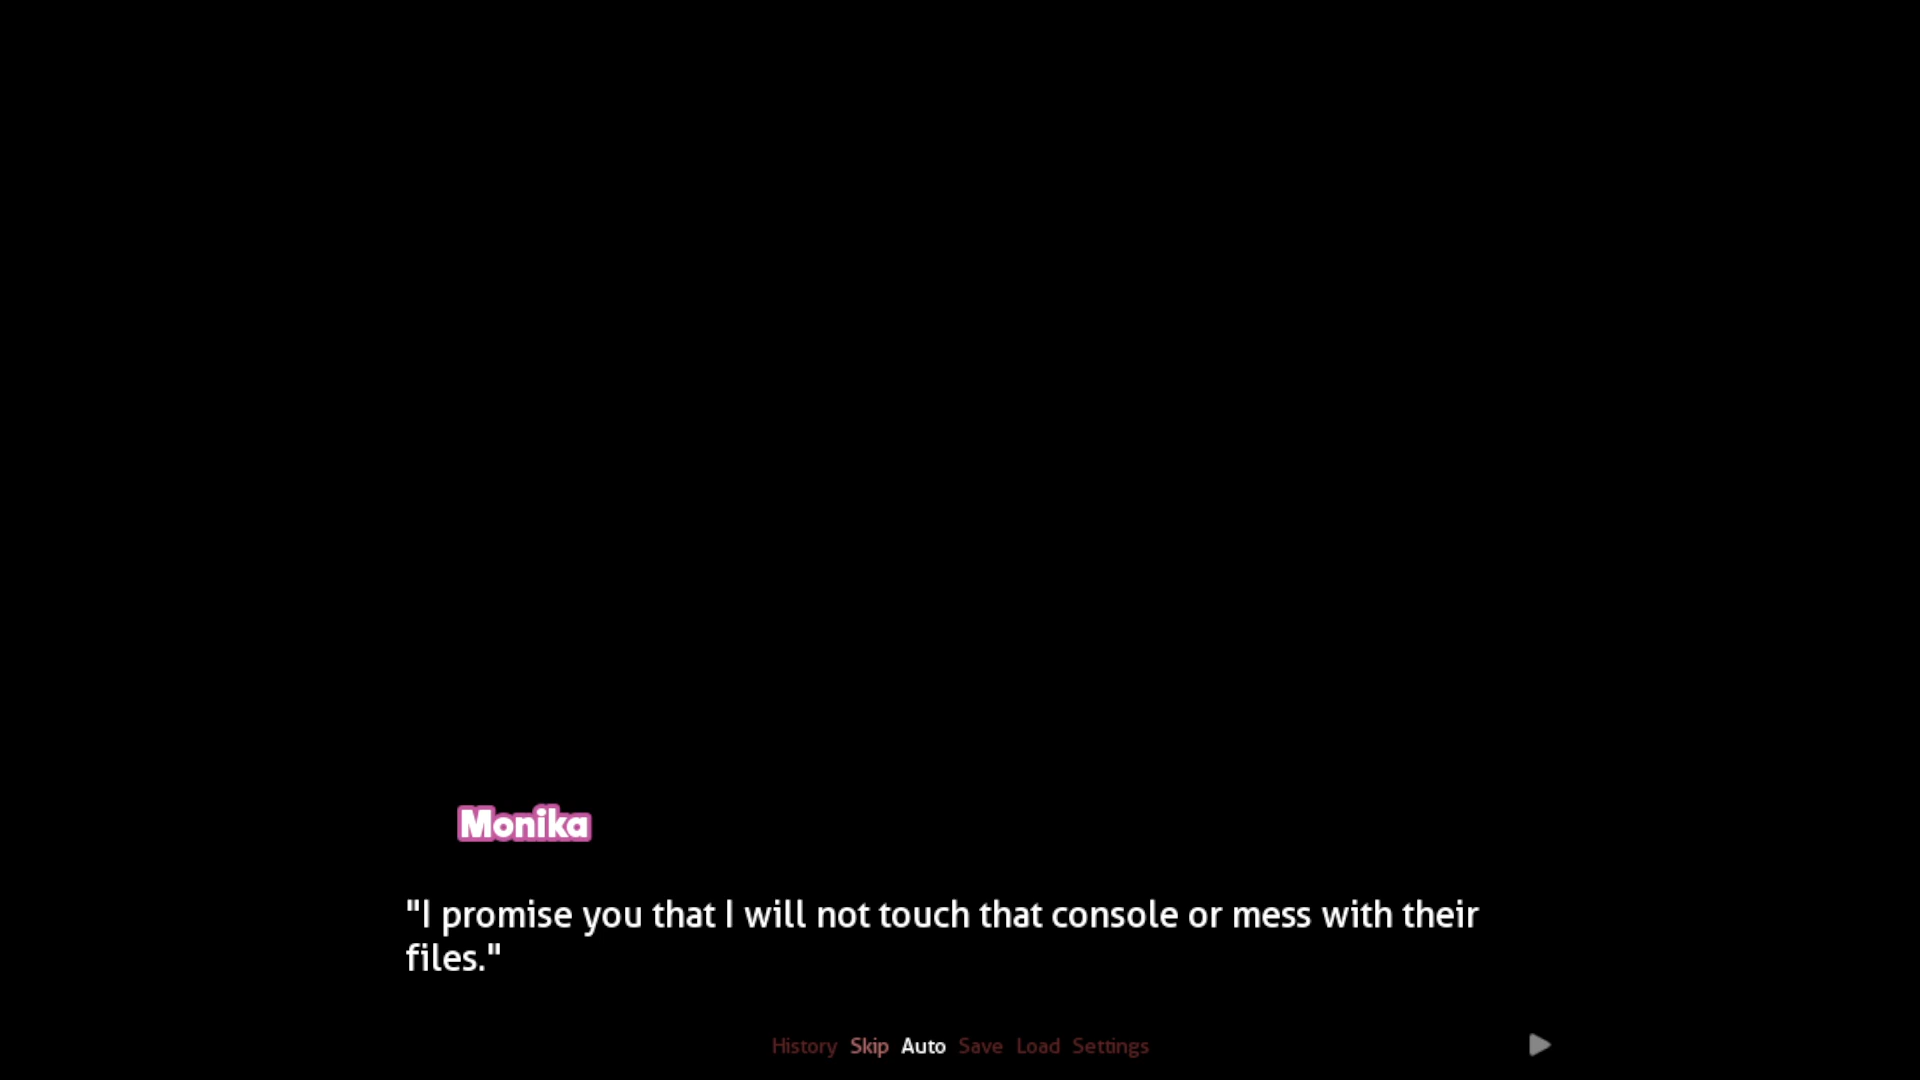 Monika
"I promise you that I will not touch that console or mess with their
files."
History Skip Auto Save Load Settings